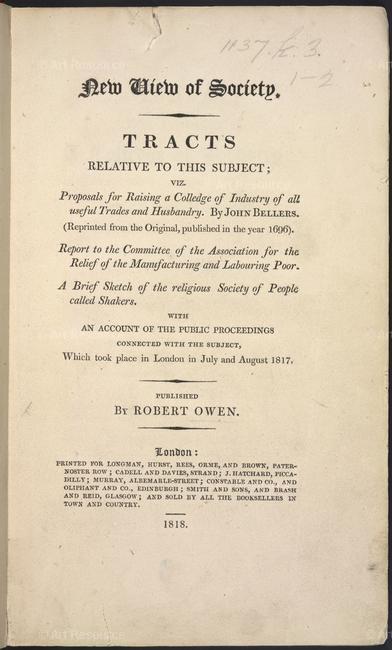 1137.k.3.
1-2
New View of Society.
TRACTS
RELATIVE TO THIS SUBJECT;
VIZ.
Proposals for Raising a Colledge of Industry of all
useful Trades and Husbandry. By JOHN BELLERS.
(Reprinted from the Original, published in the year 1696).
Report to the Committee of the Association for the
Relief of the Manufacturing and Labouring Poor.
A Brief Sketch of the religious Society of People
called Shakers.
WITH
AN ACCOUNT OF THE PUBLIC PROCEEDINGS
CONNECTED WITH THE SUBJECT,
Which took place in London in July and August 1817.
PUBLISHED
BY ROBERT OWEN.
London:
PRINTED FOR LONGMAN, HURST, REES, ORME, AND BROWN, PATER-
NOSTER ROW; CADELL AND DAVIES, STRAND; J. HATCHARD, PICCA-
DILLY; MURRAY, ALBEMARLE-STREET; CONSTABLE AND CO., AND
OLIPHANT AND CO., EDINBURGH; SMITH AND SONS, AND BRASH
AND REID, GLASGOW; AND SOLD BY ALL THE BOOKSELLERS IN
TOWN AND COUNTRY.
1818.